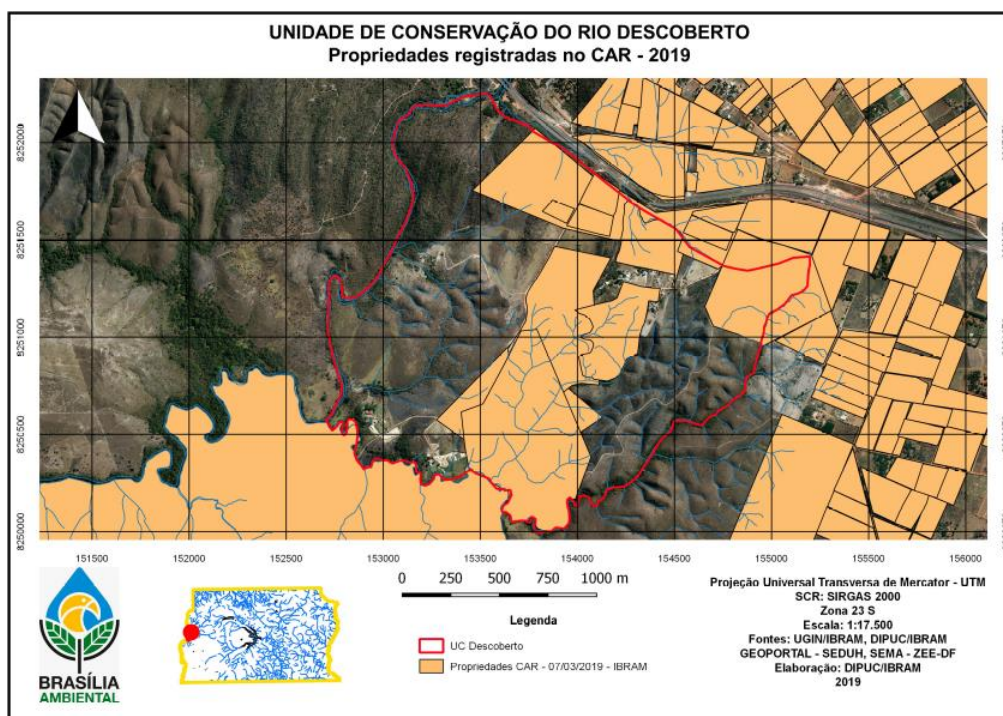 UNIDADE DE CONSERVAÇÃO DO RIO DESCOBERTO
Propriedades registradas no CAR - 2019
8252000
8251500
8251000
8250500
8250000
151500 152000 152500 153000 153500 154000 154500 155000 155500 156000
0 250 500 750 1000 m
Legenda
UC Descoberto
Propriedades CAR - 07/03/2019 - IBRAM
BRASÍLIA
AMBIENTAL
Projeção Universal Transversa de Mercator - UTM
SCR: SIRGAS 2000
Zona 23 S
Escala: 1:17.500
Fontes: UGIN/IBRAM, DIPUC/IBRAM
GEOPORTAL - SEDUH, SEMA - ZEE-DF
Elaboração: DIPUC/IBRAM
2019